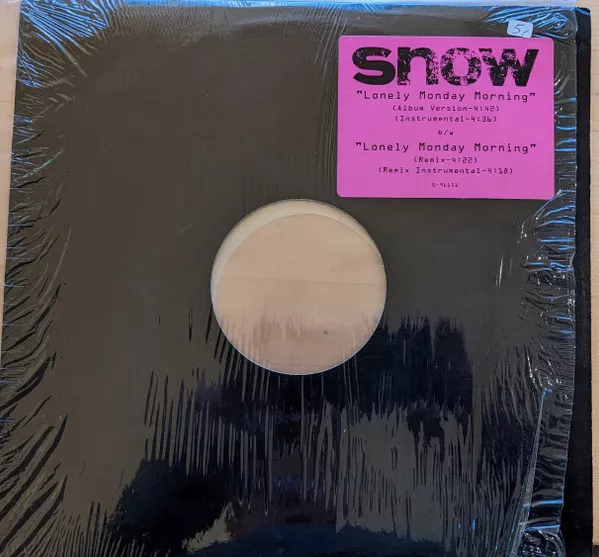 5.-
snow
"Lonely Monday Morning"
(Album Version-4:42)
(Instrumental-4:36)
b/w
"Lonely Monday Morning"
(Remix-4:22)
(Remix Instrumental-4:18)